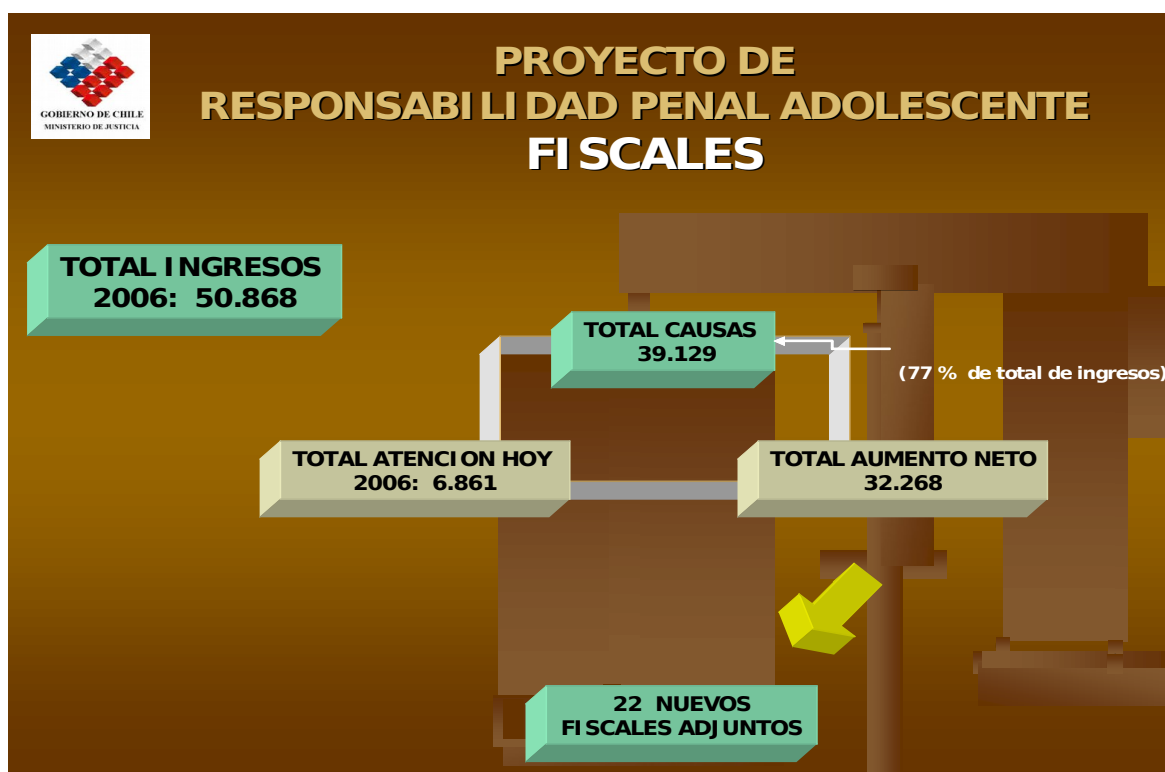 GOBIERNO DE CHILE
MINISTERIO DE JUSTICIA
PROYECTO DE
RESPONSABILIDAD PENAL ADOLESCENTE
FISCALES
TOTAL INGRESOS
2006: 50.868
TOTAL CAUSAS
39.129
(77% de total de ingresos)
TOTAL ATENCION HOY
2006: 6.861
TOTAL AUMENTO NETO
32.268
22 NUEVOS
FISCALES ADJUNTOS